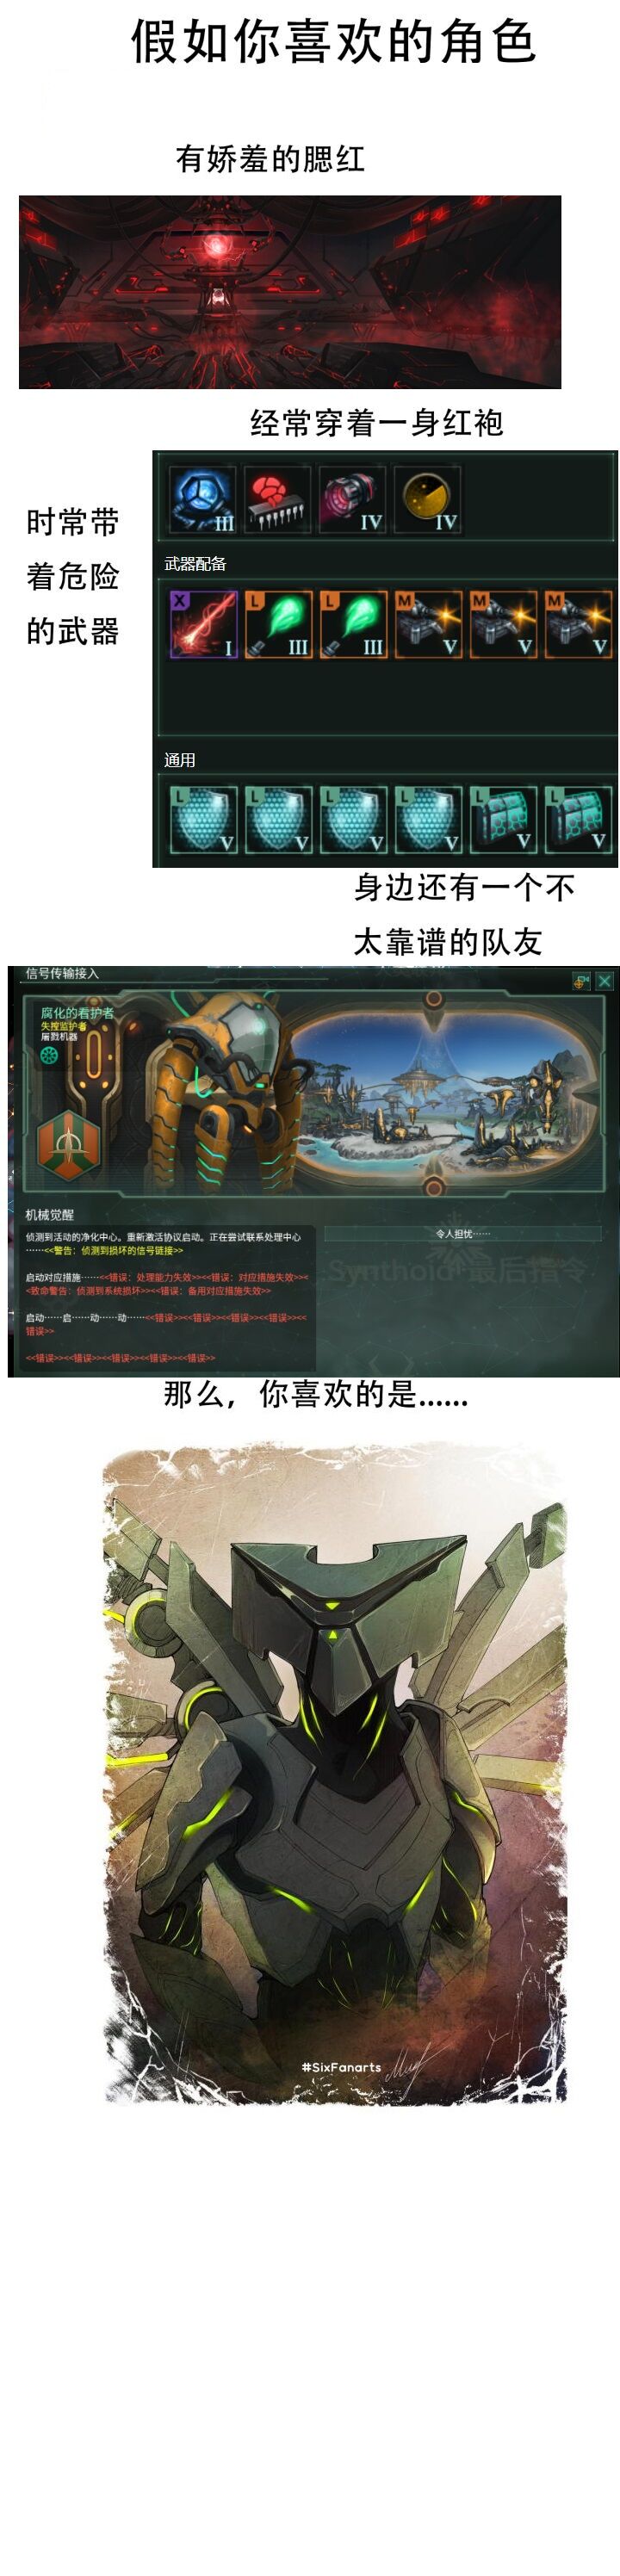 假如你喜欢的角色
有娇羞的腮红
经常穿着一身红袍
时常带
着危险
的武器
III
IV
IV
武器配备
X
I
L
III
L
III
M
V
M
V
M
V
通用
L
V
L
V
L
V
L
V
L
V
L
V
身边还有一个不
太靠谱的队友
信号传输接入
腐化的看护者
失控监护者
屠戮机器
机械觉醒
侦测到活动的净化中心。重新激活协议启动。正在尝试联系处理中心
……<<警告：侦测到损坏的信号链接>>
令人担忧……
启动对应措施……<<错误：处理能力失效>><<错误：对应措施失效>><
<致命警告：侦测到系统损坏>><<错误：备用对应措施失效>>
启动……启……动……动……<<错误>><<错误>><<错误>><<错误>><<
错误>>
<<错误>><<错误>><<错误>><<错误>><<错误>>
那么，你喜欢的是……
#SixFanarts